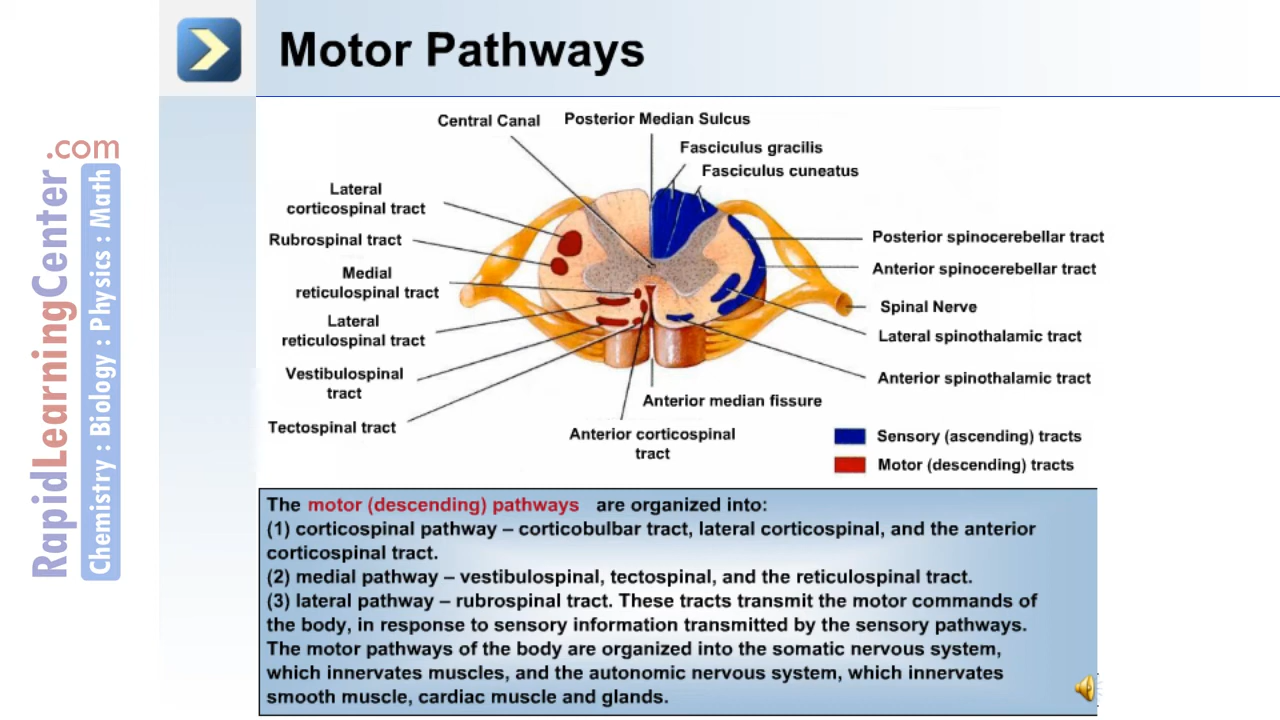 Motor Pathways
RapidLearningCenter.com
Chemistry : Biology : Physics : Math
Central Canal
Posterior Median Sulcus
Fasciculus gracilis
Fasciculus cuneatus
Lateral
corticospinal tract
Rubrospinal tract
Medial
reticulospinal tract
Lateral
reticulospinal tract
Vestibulospinal
tract
Tectospinal tract
Posterior spinocerebellar tract
Anterior spinocerebellar tract
Spinal Nerve
Lateral spinothalamic tract
Anterior spinothalamic tract
Anterior median fissure
Anterior corticospinal
tract
Sensory (ascending) tracts
Motor (descending) tracts
The motor (descending) pathways are organized into:
(1) corticospinal pathway – corticobulbar tract, lateral corticospinal, and the anterior
corticospinal tract.
(2) medial pathway – vestibulospinal, tectospinal, and the reticulospinal tract.
(3) lateral pathway – rubrospinal tract. These tracts transmit the motor commands of
the body, in response to sensory information transmitted by the sensory pathways.
The motor pathways of the body are organized into the somatic nervous system,
which innervates muscles, and the autonomic nervous system, which innervates
smooth muscle, cardiac muscle and glands.